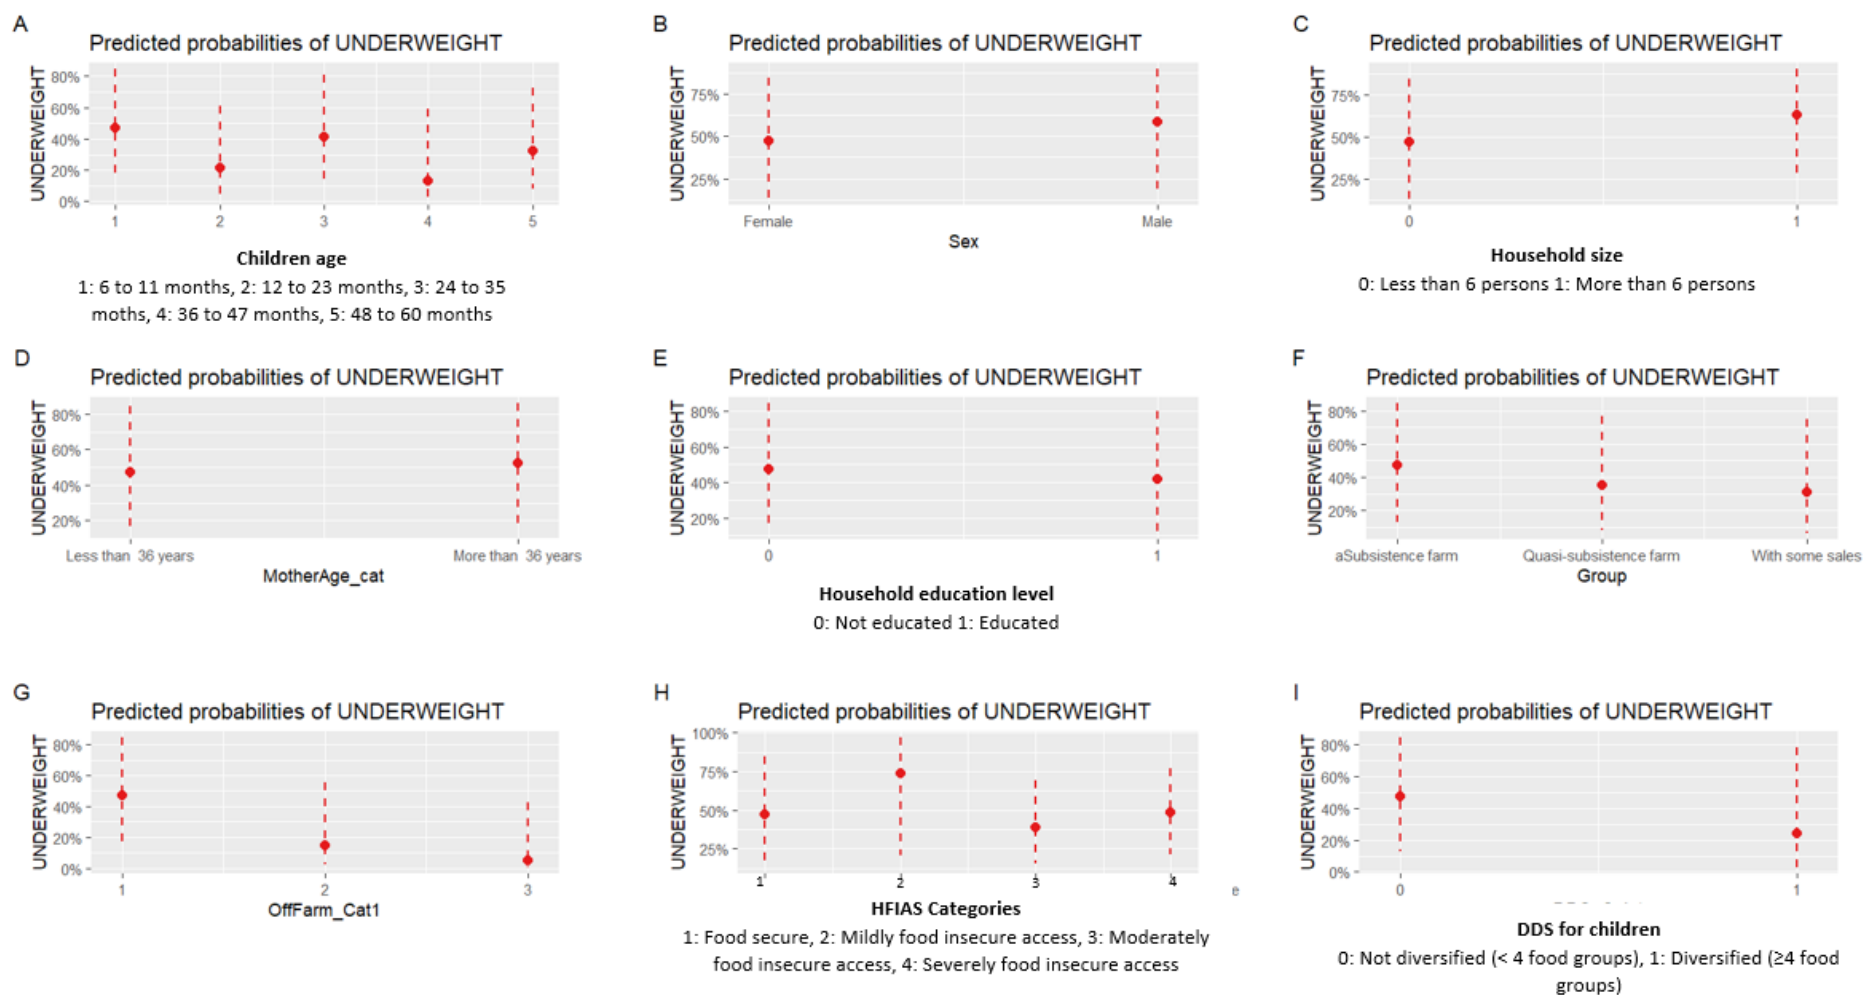 A
Predicted probabilities of UNDERWEIGHT
UNDERWEIGHT
80%
60%
40%
20%
0%
1 2 3 4 5
Children age
1: 6 to 11 months, 2: 12 to 23 months, 3: 24 to 35
moths, 4: 36 to 47 months, 5: 48 to 60 months
B
Predicted probabilities of UNDERWEIGHT
UNDERWEIGHT
75%
50%
25%
Female Male
Sex
C
Predicted probabilities of UNDERWEIGHT
UNDERWEIGHT
75%
50%
25%
0 1
Household size
0: Less than 6 persons 1: More than 6 persons
D
Predicted probabilities of UNDERWEIGHT
UNDERWEIGHT
80%
60%
40%
20%
Less than 36 years More than 36 years
MotherAge_cat
E
Predicted probabilities of UNDERWEIGHT
UNDERWEIGHT
80%
60%
40%
20%
0 1
Household education level
0: Not educated 1: Educated
F
Predicted probabilities of UNDERWEIGHT
UNDERWEIGHT
80%
60%
40%
20%
aSubsistence farm Quasi-subsistence farm With some sales
Group
G
Predicted probabilities of UNDERWEIGHT
UNDERWEIGHT
80%
60%
40%
20%
0%
1 2 3
OffFarm_Cat1
H
Predicted probabilities of UNDERWEIGHT
UNDERWEIGHT
100%
75%
50%
25%
1 2 3 4
e
HFIAS Categories
1: Food secure, 2: Mildly food insecure access, 3: Moderately
food insecure access, 4: Severely food insecure access
I
Predicted probabilities of UNDERWEIGHT
UNDERWEIGHT
80%
60%
40%
20%
0%
0 1
DDS for children
0: Not diversified (< 4 food groups), 1: Diversified (≥4 food
groups)